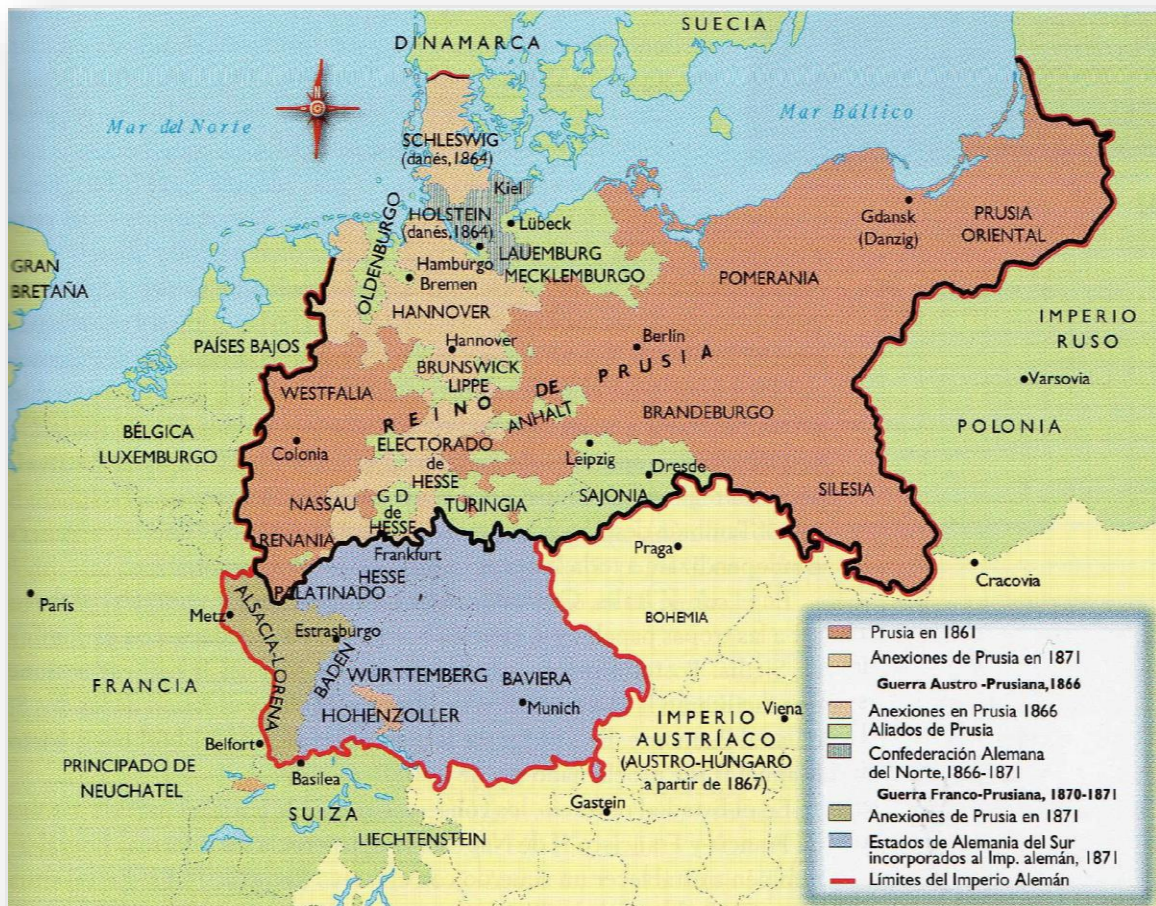 SUECIA
DINAMARCA
Mar del Norte
Mar Báltico
SCHLESWIG
(danés,1864)
Kiel
HOLSTEIN
(danés,1864)
Lübeck
LAUEMBURG
MECKLEMBURGO
Gdansk
(Danzig)
PRUSIA
ORIENTAL
POMERANIA
GRAN
BRETAÑA
OLDENBURGO
Hamburgo
Bremen
HANNOVER
Hannover
PAÍSES BAJOS
BRUNSWICK
LIPPE
Berlín
IMPERIO
RUSO
Varsovia
WESTFALIA
REINO DE PRUSIA
ANHALT
BRANDEBURGO
POLONIA
BÉLGICA
LUXEMBURGO
Colonia
ELECTORADO
de
HESSE
Leipzig
Dresde
NASSAU
G D
de
HESSE
TURINGIA
SAJONIA
SILESIA
RENANIA
Frankfurt
HESSE
Praga
Cracovia
París
PALATINADO
Metz
ALSACIA-LORENA
Estrasburgo
BOHEMIA
BADEN
WÜRTTEMBERG
BAVIERA
FRANCIA
HOHENZOLLER
Munich
Belfort
IMPERIO
AUSTRÍACO
(AUSTRO-HÚNGARO
a partir de 1867)
Viena
PRINCIPADO DE
NEUCHATEL
Basilea
SUIZA
Gastein
LIECHTENSTEIN
Prusia en 1861
Anexiones de Prusia en 1871
Guerra Austro -Prusiana,1866
Anexiones en Prusia 1866
Aliados de Prusia
Confederación Alemana
del Norte,1866-1871
Guerra Franco-Prusiana, 1870-1871
Anexiones de Prusia en 1871
Estados de Alemania del Sur
incorporados al Imp. alemán, 1871
Límites del Imperio Alemán